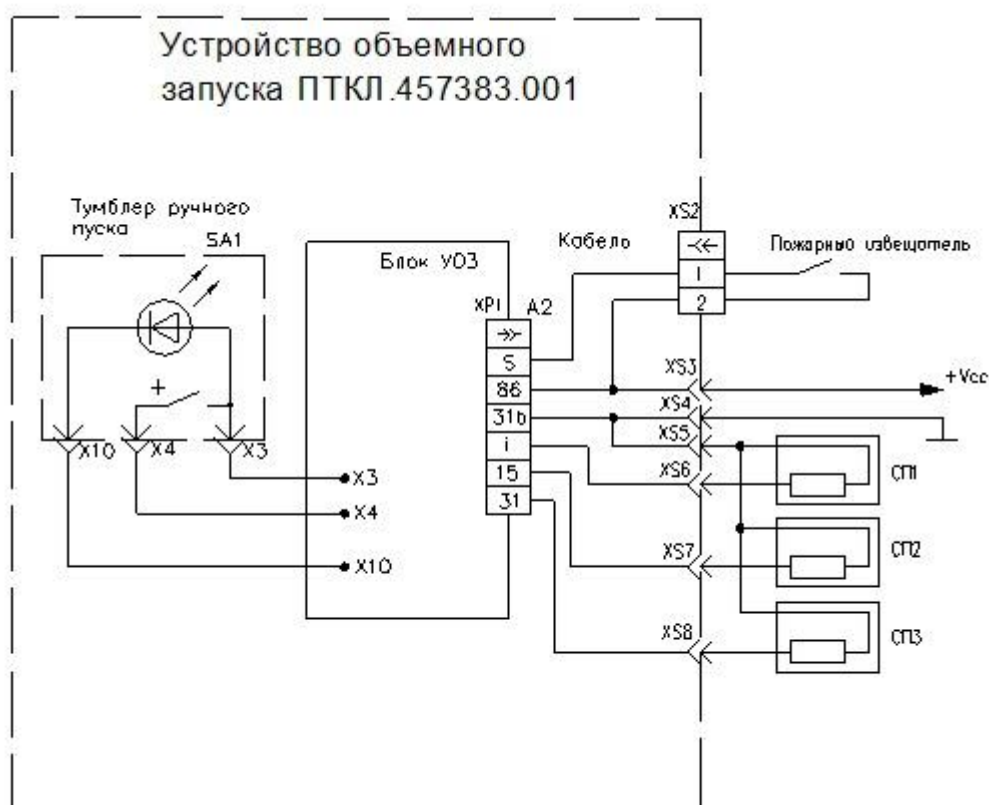 Устройство объемного
запуска ПТКЛ.457383.001
Тумблер ручного
пуска
SA1
+
X10
X4
X3
Блок УОЗ
X3
X4
X10
XP1
A2
S
86
31b
i
15
31
Кабель
XS2
1
2
Пожарный извещатель
XS3
+Vcc
XS4
XS5
XS6
СП1
XS7
СП2
XS8
СП3